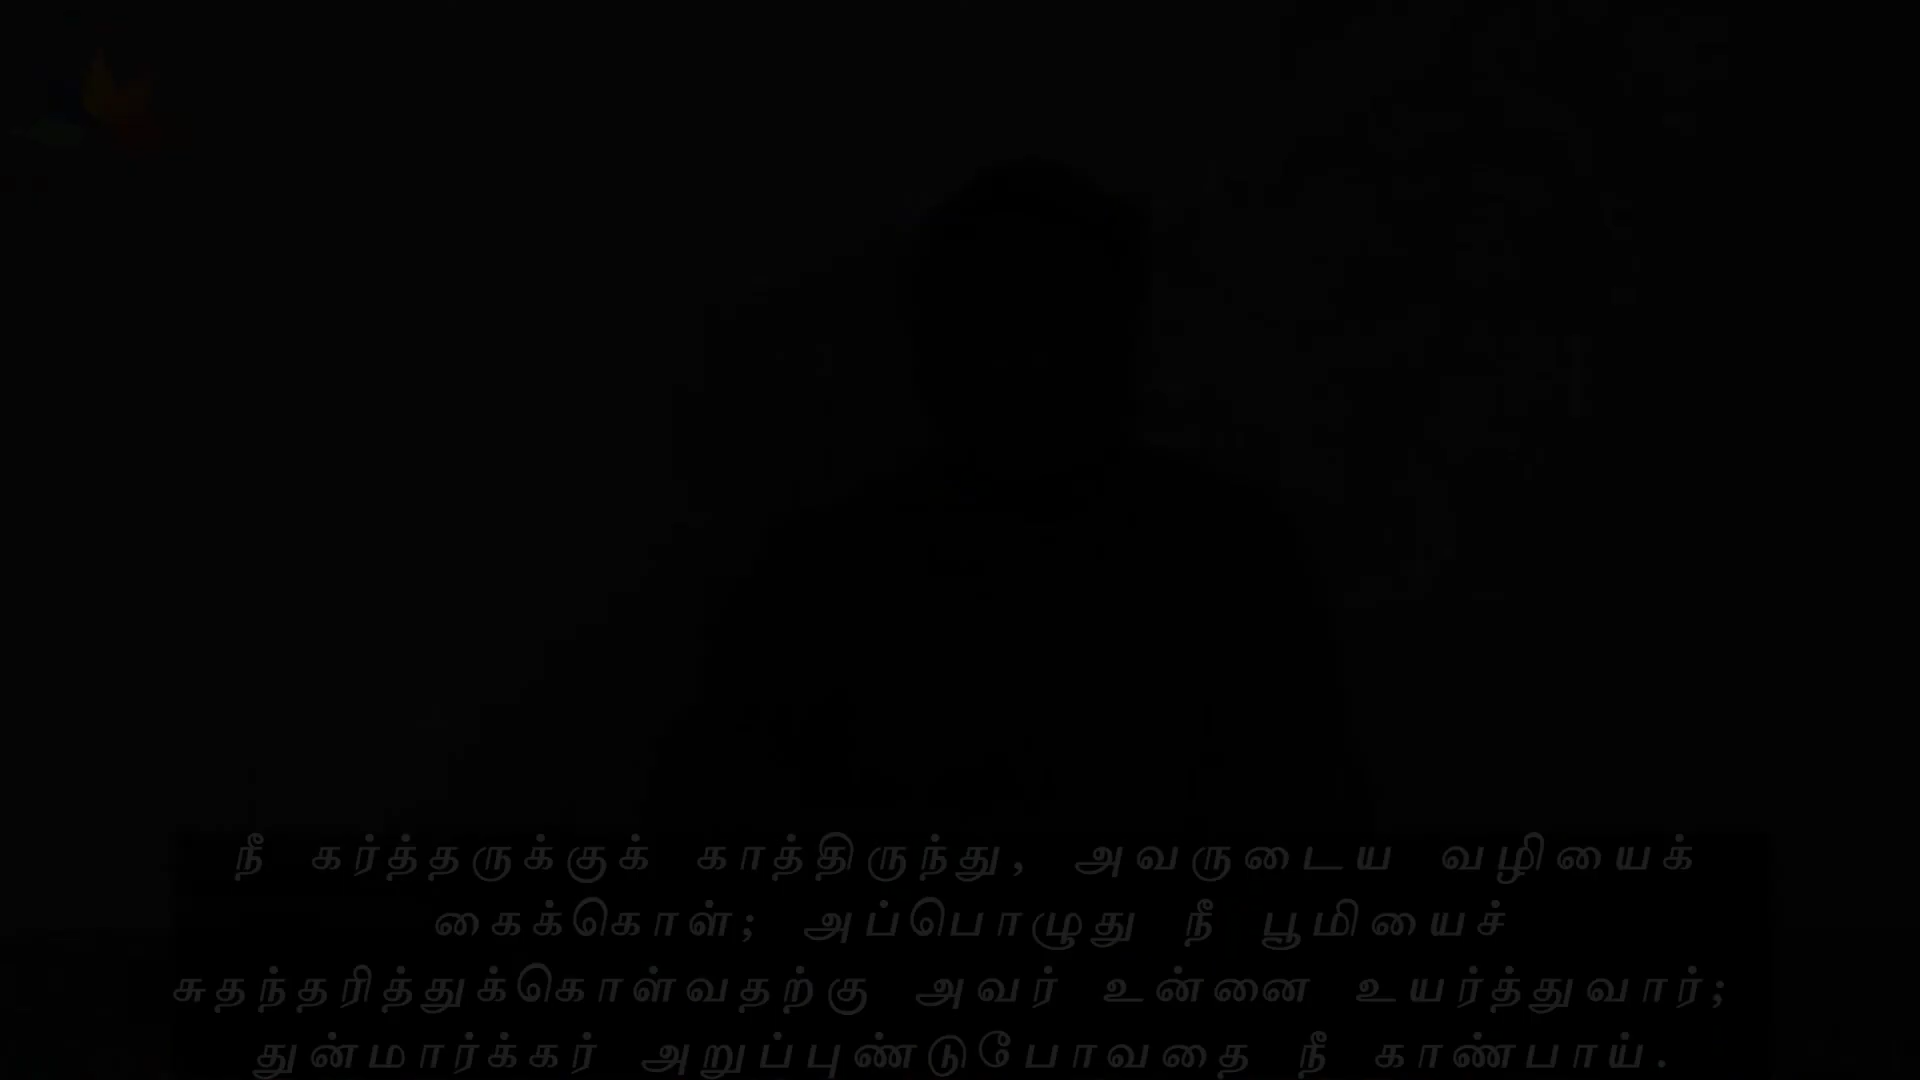 நீ கர்த்தருக்குக் காத்திருந்து, அவருடைய வழியைக்
கைக்கொள்; அப்பொழுது நீ பூமியைச்
சுதந்தரித்துக்கொள்வதற்கு அவர் உன்னை உயர்த்துவார்;
துன்மார்க்கர் அறுப்புண்டுபோவதை நீ காண்பாய்.